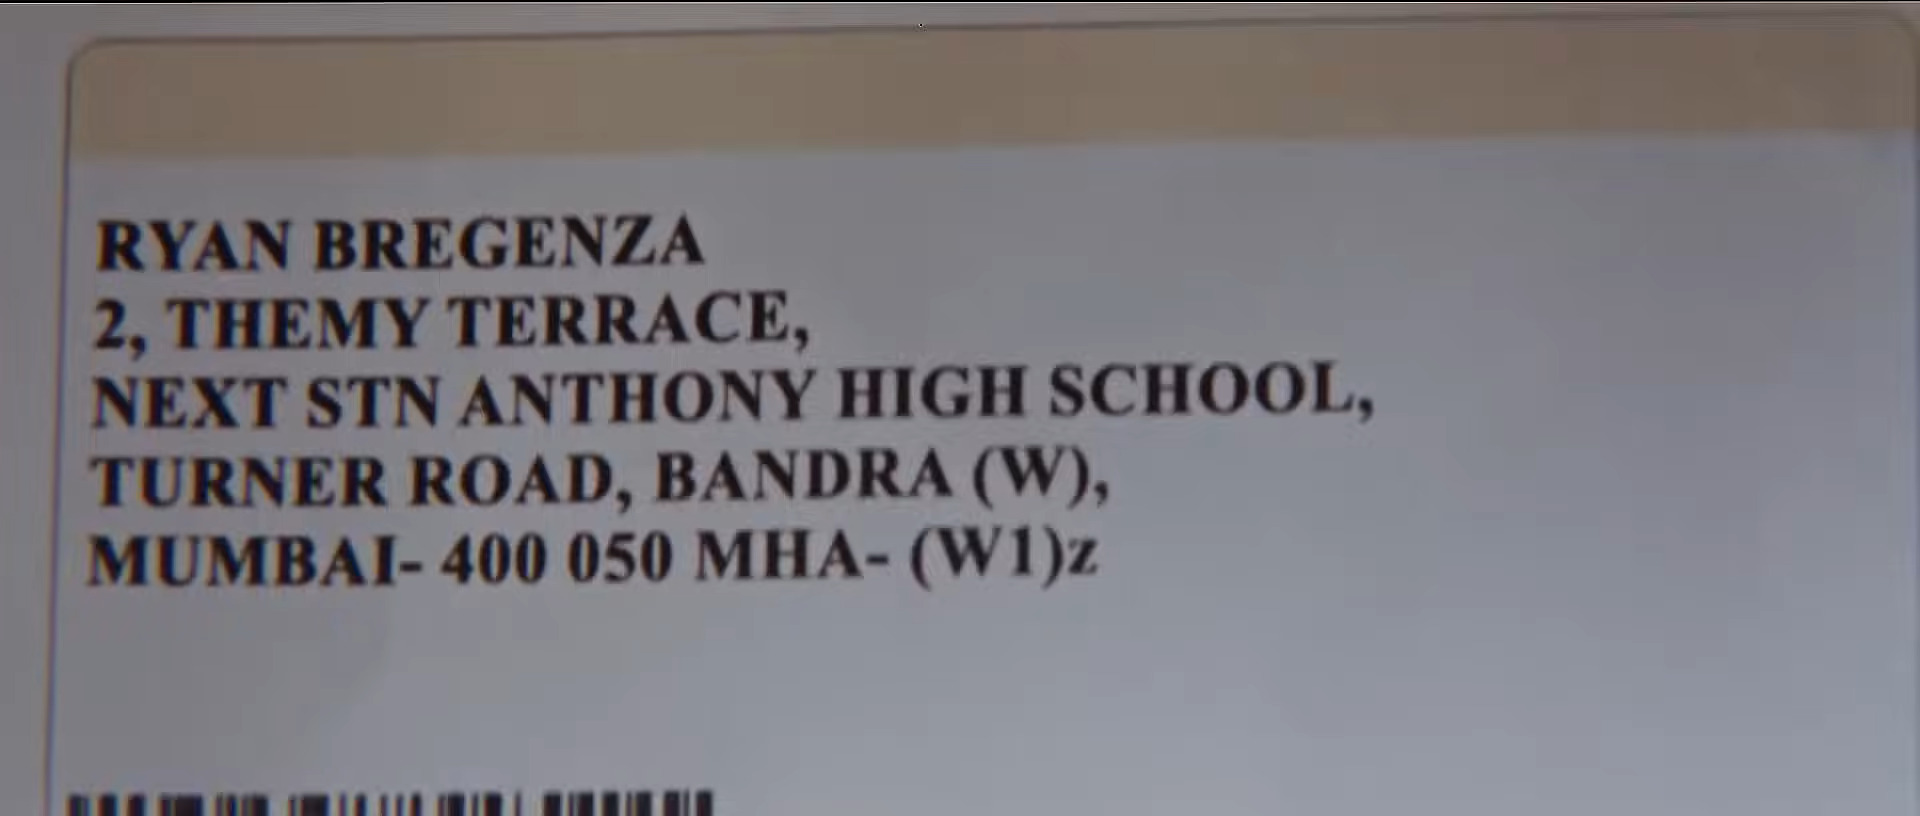 RYAN BREGENZA
2, THEMY TERRACE,
NEXT STN ANTHONY HIGH SCHOOL,
TURNER ROAD, BANDRA (W),
MUMBAI- 400 050 MHA- (W1)z